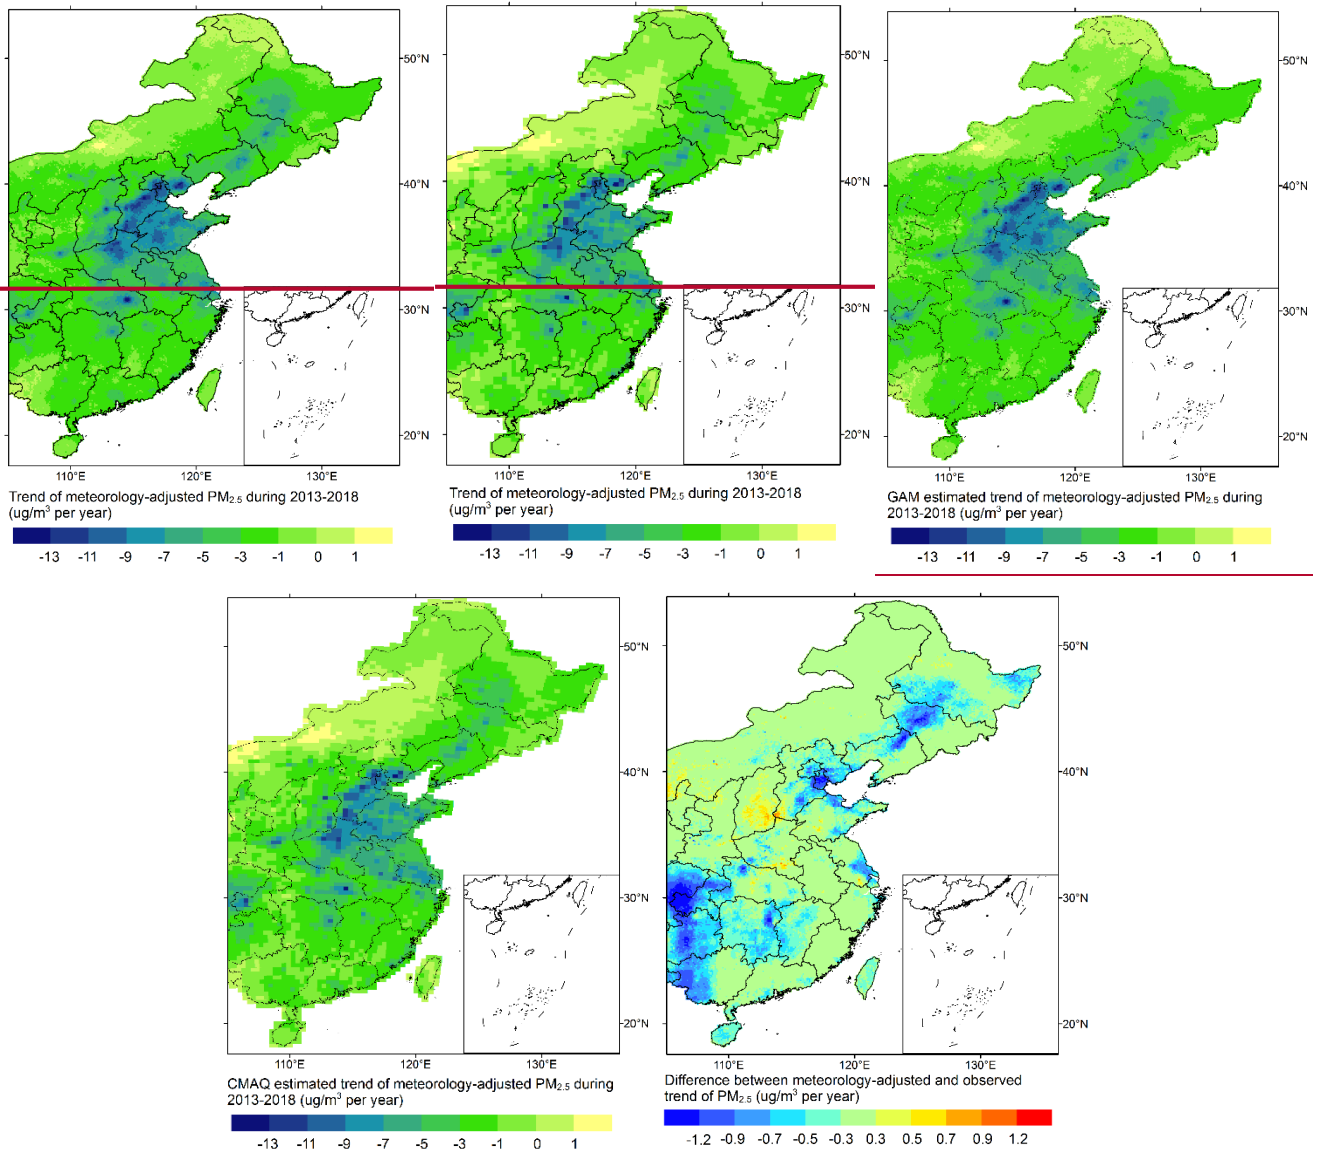 50°N
50°N
50°N
40°N
40°N
40°N
30°N
30°N
30°N
20°N
20°N
20°N
110°E 120°E 130°E
110°E 120°E 130°E
110°E 120°E 130°E
Trend of meteorology-adjusted PM2.5 during 2013-2018
(ug/m³ per year)
-13 -11 -9 -7 -5 -3 -1 0 1
Trend of meteorology-adjusted PM2.5 during 2013-2018
(ug/m³ per year)
-13 -11 -9 -7 -5 -3 -1 0 1
GAM estimated trend of meteorology-adjusted PM2.5 during
2013-2018 (ug/m³ per year)
-13 -11 -9 -7 -5 -3 -1 0 1
50°N
50°N
40°N
40°N
30°N
30°N
20°N
20°N
110°E 120°E 130°E
110°E 120°E 130°E
CMAQ estimated trend of meteorology-adjusted PM2.5 during
2013-2018 (ug/m³ per year)
-13 -11 -9 -7 -5 -3 -1 0 1
Difference between meteorology-adjusted and observed
trend of PM2.5 (ug/m³ per year)
-1.2 -0.9 -0.7 -0.5 -0.3 0.3 0.5 0.7 0.9 1.2